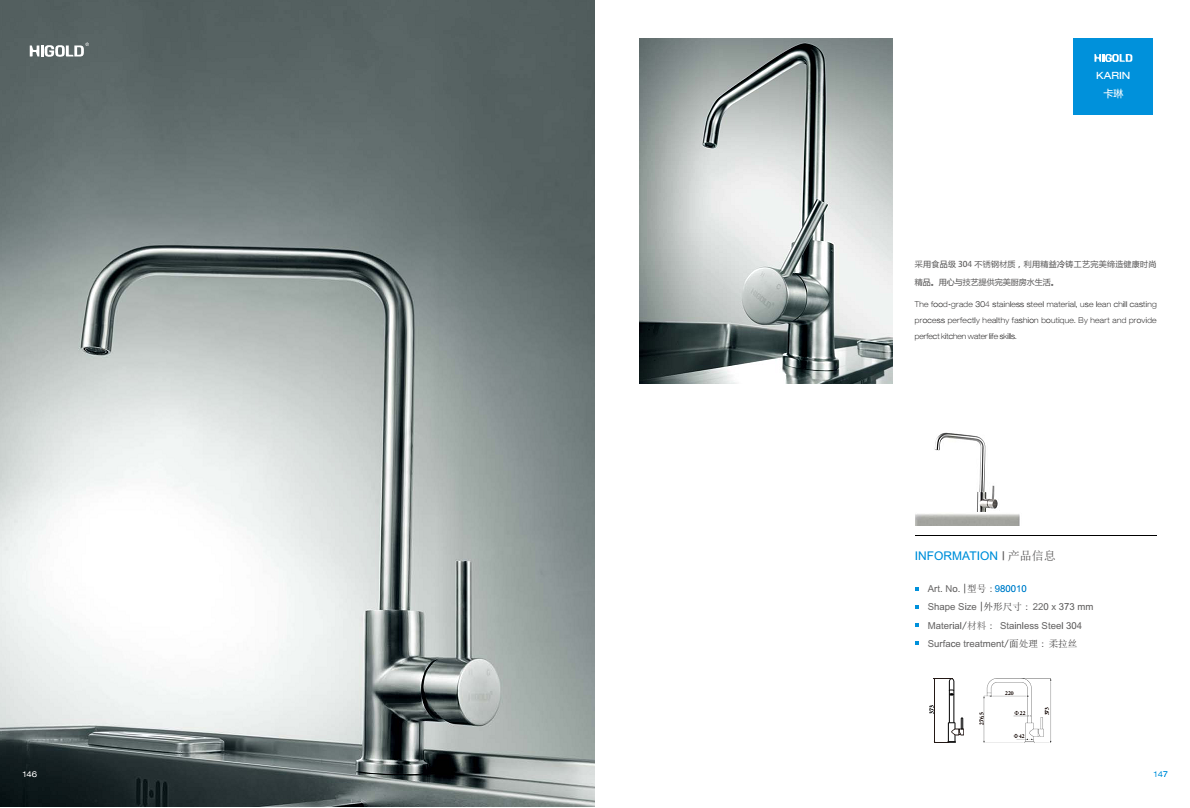 HIGOLD®
146
HIGOLD
KARIN
卡琳
采用食品级 304 不锈钢材质，利用精益冷铸工艺完美缔造健康时尚
精品。用心与技艺提供完美厨房水生活。
The food-grade 304 stainless steel material, use lean chill casting
process perfectly healthy fashion boutique. By heart and provide
perfect kitchen water life skills.
INFORMATION | 产品信息
Art. No. |型号：980010
Shape Size |外形尺寸：220 x 373 mm
Material/材料： Stainless Steel 304
Surface treatment/面处理：柔拉丝
373
220
276.5
Φ22
373
Φ42
147